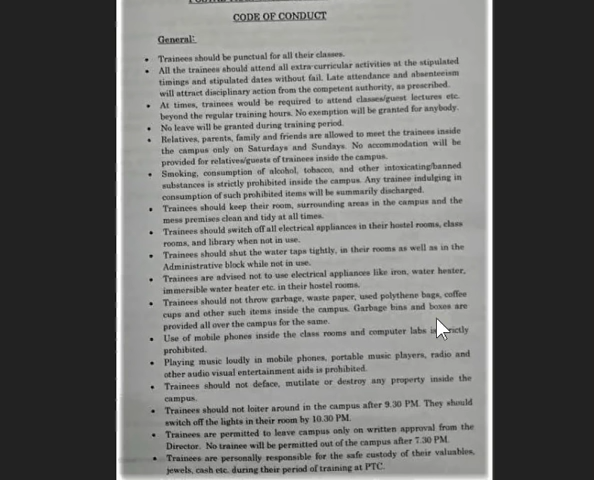 CODE OF CONDUCT
General:
• Trainees should be punctual for all their classes.
• All the trainees should attend all extra-curricular activities at the stipulated
timings and stipulated dates without fail. Late attendance and absenteeism
will attract disciplinary action from the competent authority, as prescribed.
• At times, trainees would be required to attend classes/guest lectures etc.
beyond the regular training hours. No exemption will be granted for anybody.
• No leave will be granted during training period.
• Relatives, parents, family and friends are allowed to meet the trainees inside
the campus only on Saturdays and Sundays. No accommodation will be
provided for relatives/guests of trainees inside the campus.
• Smoking, consumption of alcohol, tobacco, and other intoxicating/banned
substances is strictly prohibited inside the campus. Any trainee indulging in
consumption of such prohibited items will be summarily discharged.
• Trainees should keep their room, surrounding areas in the campus and the
mess premises clean and tidy at all times.
• Trainees should switch off all electrical appliances in their hostel rooms, class
rooms, and library when not in use.
• Trainees should shut the water taps tightly, in their rooms as well as in the
Administrative block while not in use.
• Trainees are advised not to use electrical appliances like iron, water heater,
immersible water heater etc. in their hostel rooms.
• Trainees should not throw garbage, waste paper, used polythene bags, coffee
cups and other such items inside the campus. Garbage bins and boxes are
provided all over the campus for the same.
• Use of mobile phones inside the class rooms and computer labs is strictly
prohibited.
• Playing music loudly in mobile phones, portable music players, radio and
other audio visual entertainment aids is prohibited.
• Trainees should not deface, mutilate or destroy any property inside the
campus.
• Trainees should not loiter around in the campus after 9.30 PM. They should
switch off the lights in their room by 10.30 PM.
• Trainees are permitted to leave campus only on written approval from the
Director. No trainee will be permitted out of the campus after 7.30 PM.
• Trainees are personally responsible for the safe custody of their valuables,
jewels, cash etc. during their period of training at PTC.